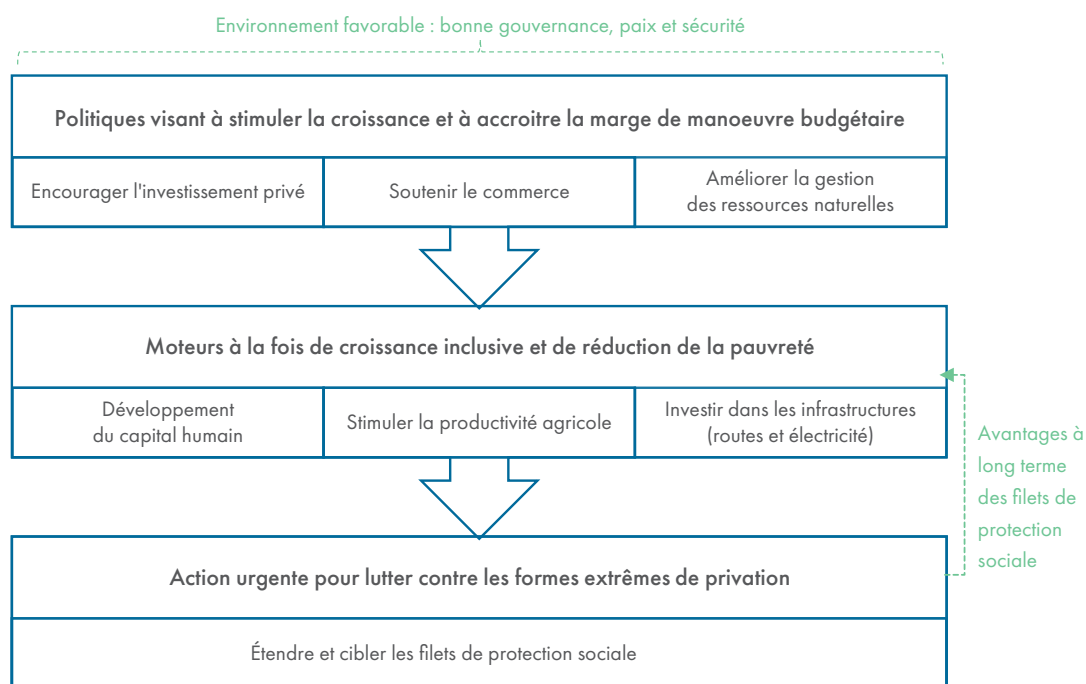 Environnement favorable : bonne gouvernance, paix et sécurité
Politiques visant à stimuler la croissance et à accroitre la marge de manoeuvre budgétaire
Encourager l'investissement privé
Soutenir le commerce
Améliorer la gestion
des ressources naturelles
Moteurs à la fois de croissance inclusive et de réduction de la pauvreté
Développement
du capital humain
Stimuler la productivité agricole
Investir dans les infrastructures
(routes et électricité)
Avantages à
long terme
des filets de
protection
sociale
Action urgente pour lutter contre les formes extrêmes de privation
Étendre et cibler les filets de protection sociale